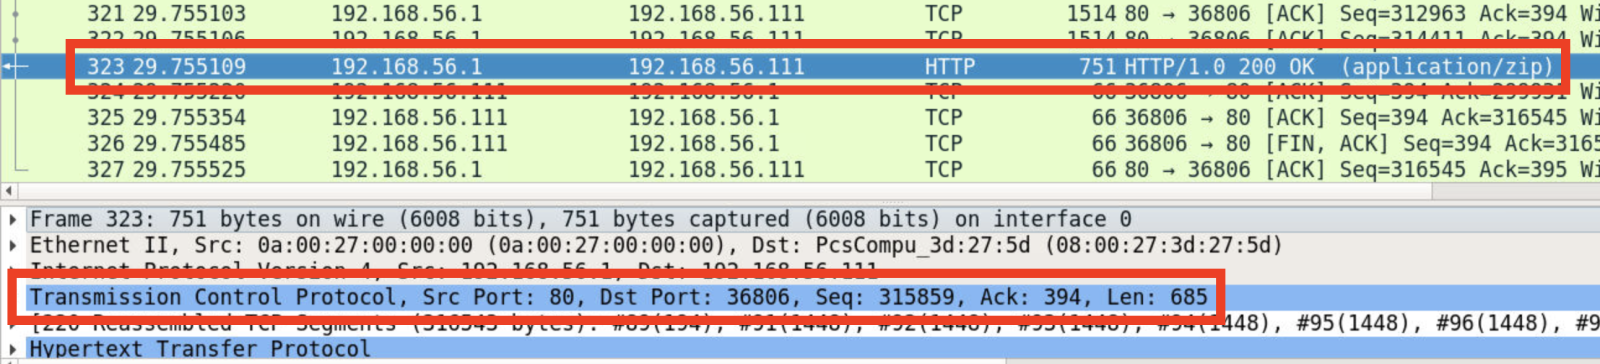 321 29.755103 192.168.56.1 192.168.56.111 TCP 1514 80 → 36806 [ACK] Seq=312963 Ack=394 Wi
322 29.755106 192.168.56.1 192.168.56.111 TCP 1514 80 → 36806 [ACK] Seq=314411 Ack=394 Wi
323 29.755109 192.168.56.1 192.168.56.111 HTTP 751 HTTP/1.0 200 OK (application/zip)
324 29.755220 192.168.56.111 192.168.56.1 TCP 66 36806 → 80 [ACK] Seq=394 Wi
325 29.755354 192.168.56.111 192.168.56.1 TCP 66 36806 → 80 [ACK] Seq=394 Ack=316545 Wi
326 29.755485 192.168.56.111 192.168.56.1 TCP 66 36806 → 80 [FIN, ACK] Seq=394 Ack=3165
327 29.755525 192.168.56.1 192.168.56.111 TCP 66 80 → 36806 [ACK] Seq=316545 Ack=395 Wi
Frame 323: 751 bytes on wire (6008 bits), 751 bytes captured (6008 bits) on interface 0
Ethernet II, Src: 0a:00:27:00:00:00 (0a:00:27:00:00:00), Dst: PcsCompu_3d:27:5d (08:00:27:3d:27:5d)
Internet Protocol Version 4, Src: 192.168.56.1, Dst: 192.168.56.111
Transmission Control Protocol, Src Port: 80, Dst Port: 36806, Seq: 315859, Ack: 394, Len: 685
[220 Reassembled TCP Segments (316543 bytes): #89(194), #91(1448), #92(1448), #93(1448), #94(1448), #95(1448), #96(1448), #9
Hypertext Transfer Protocol